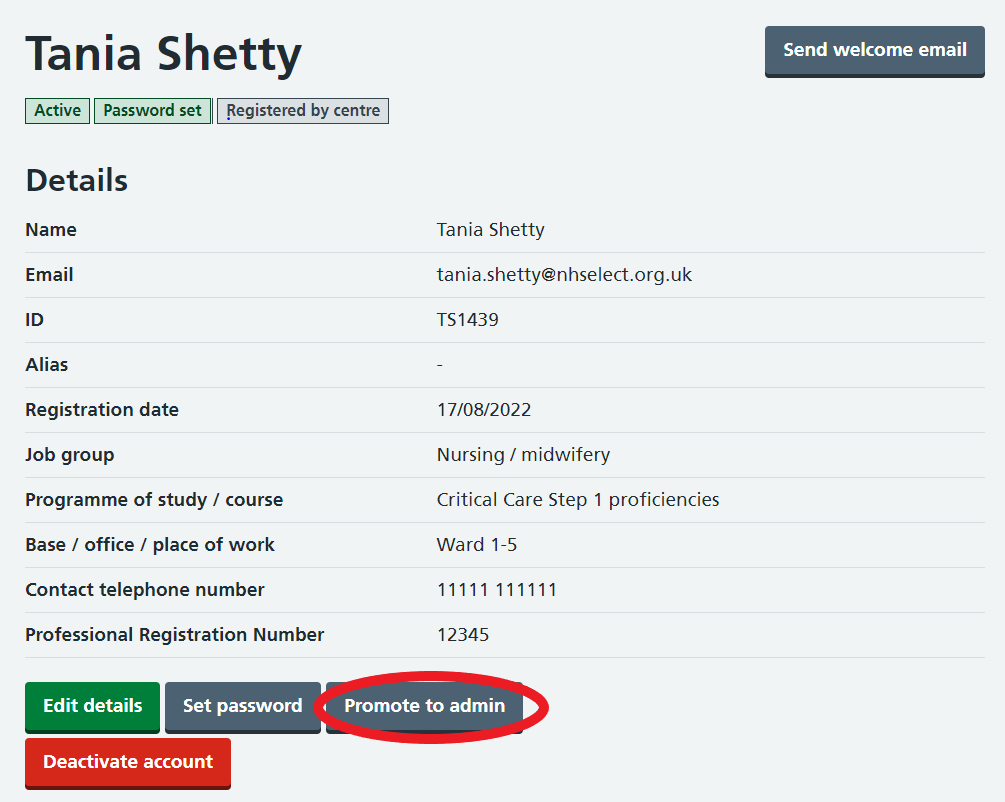 Tania Shetty
Send welcome email
Active Password set Registered by centre
Details
Name Tania Shetty
Email tania.shetty@nhselect.org.uk
ID TS1439
Alias -
Registration date 17/08/2022
Job group Nursing / midwifery
Programme of study / course Critical Care Step 1 proficiencies
Base / office / place of work Ward 1-5
Contact telephone number 11111 111111
Professional Registration Number 12345
Edit details Set password Promote to admin
Deactivate account